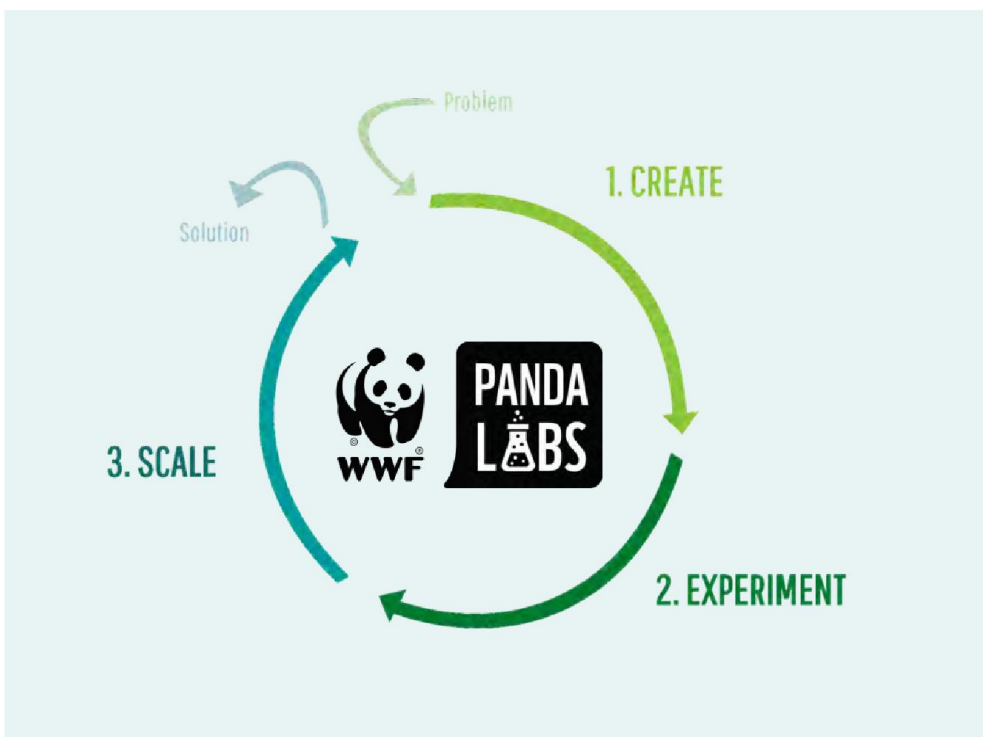 Problem
1. CREATE
Solution
PANDA
LABS
©
®
WWF
3. SCALE
2. EXPERIMENT